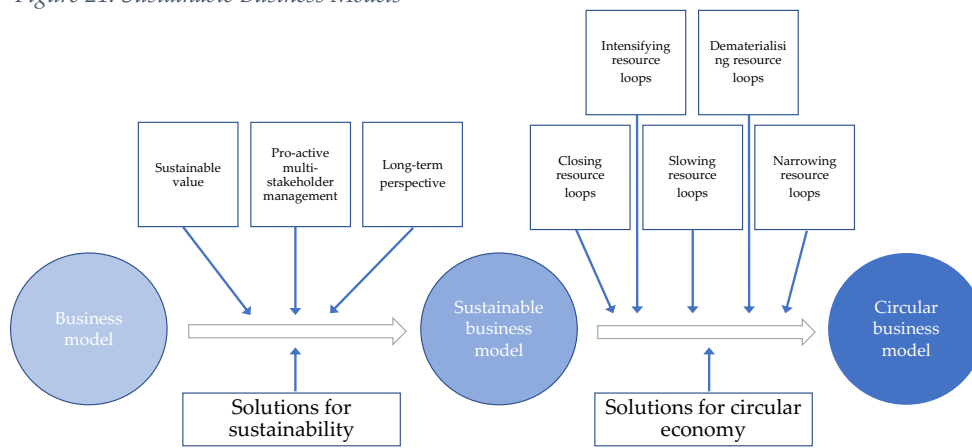 Figure 21: Sustainable Business Models
Intensifying
resource
loops
Dematerialisi
ng resource
loops
Sustainable
value
Pro-active
multi-
stakeholder
management
Long-term
perspective
Closing
resource
loops
Slowing
resource
loops
Narrowing
resource
loops
Business
model
Sustainable
business
model
Circular
business
model
Solutions for
sustainability
Solutions for circular
economy